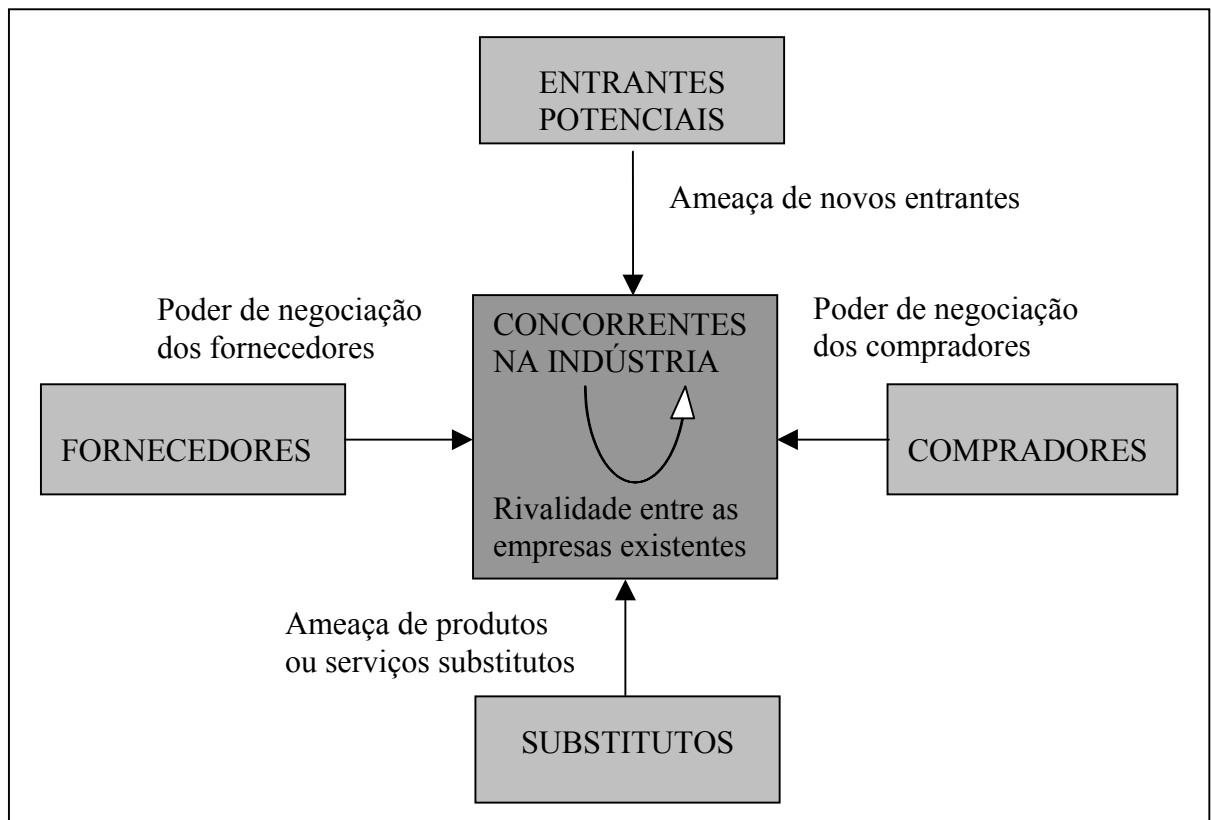 ENTRANTES
POTENCIAIS
Ameaça de novos entrantes
Poder de negociação
dos fornecedores
FORNECEDORES
CONCORRENTES
NA INDÚSTRIA
Rivalidade entre as
empresas existentes
Poder de negociação
dos compradores
COMPRADORES
Ameaça de produtos
ou serviços substitutos
SUBSTITUTOS